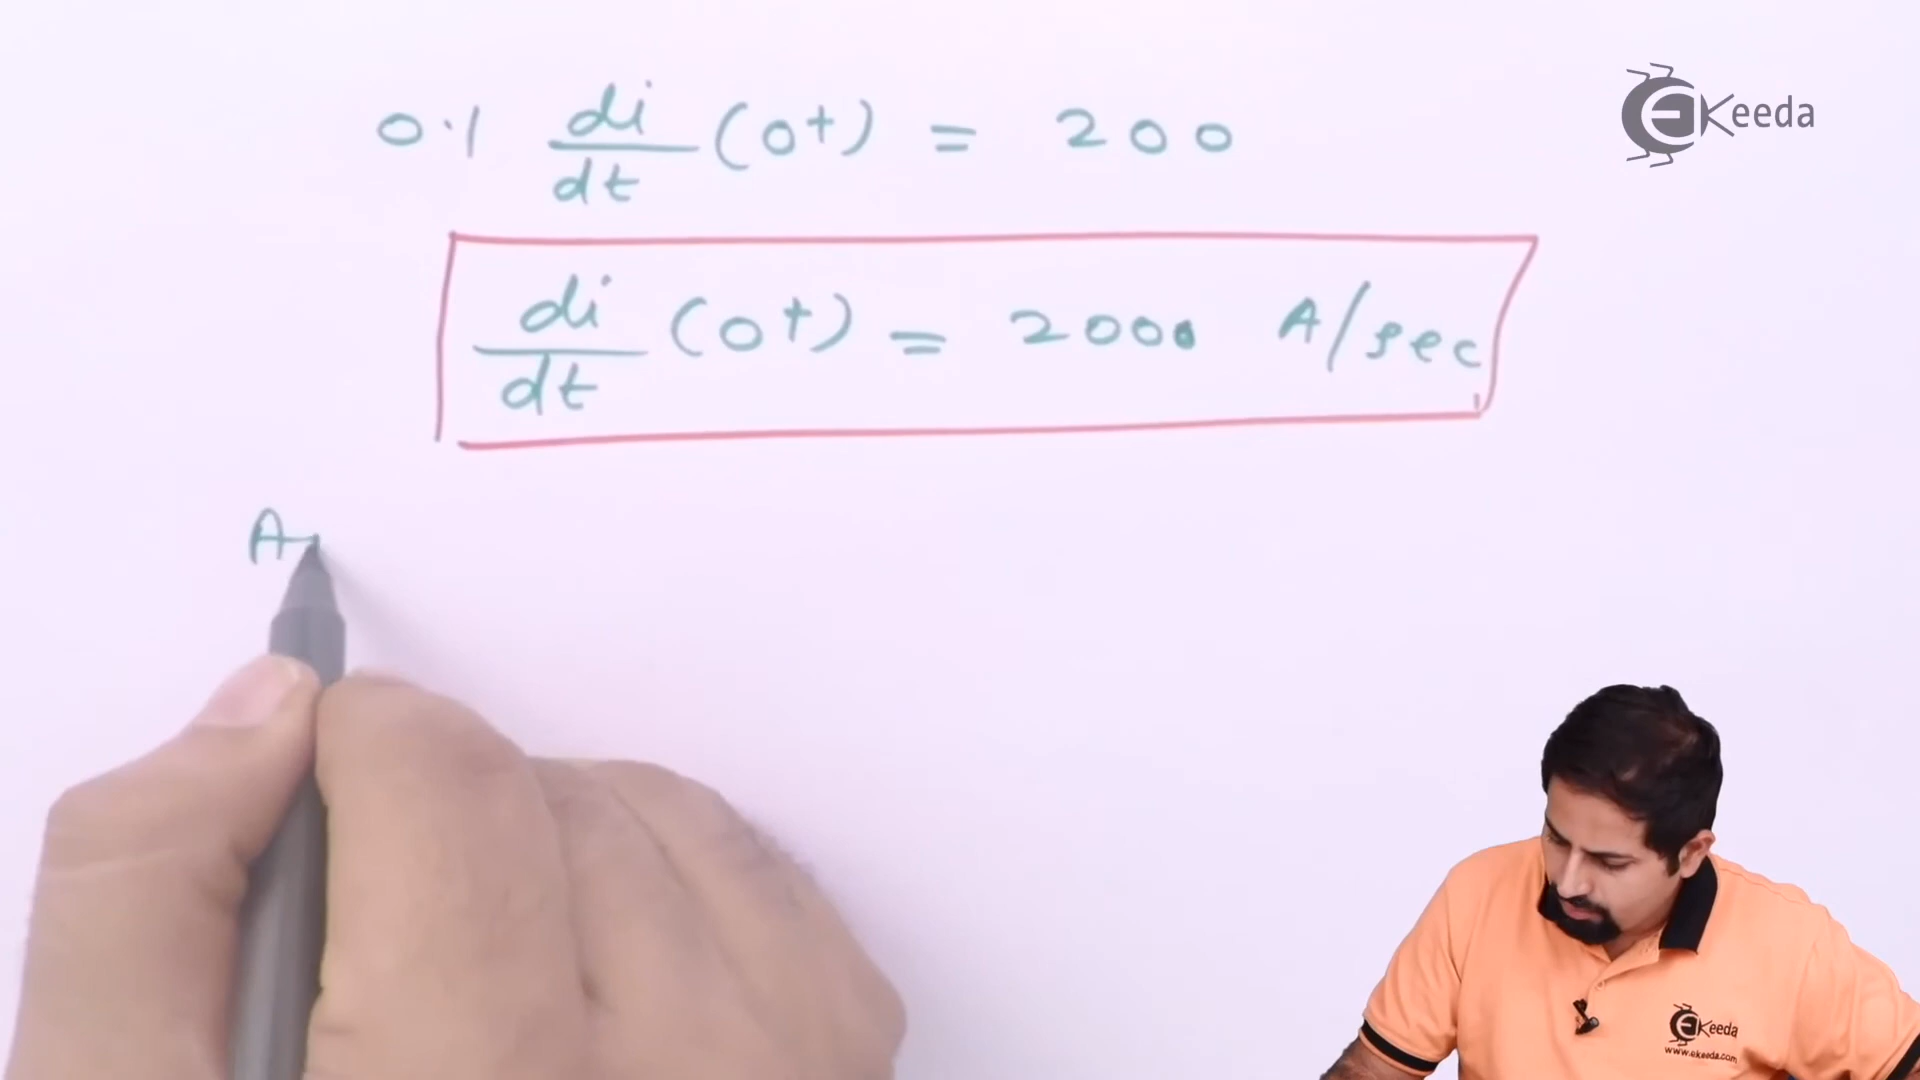 0.1 di/dt (0+) = 200
EKeeda
di/dt (0+) = 2000 A/sec
A
EKeeda
www.ekeeda.com